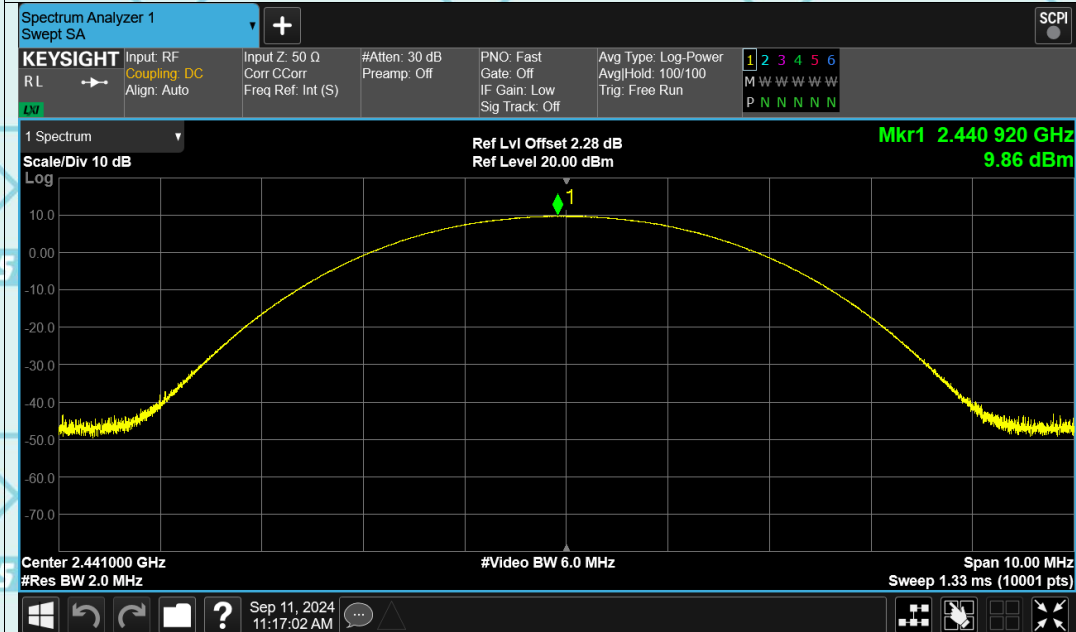 Spectrum Analyzer 1
Swept SA
+
SCPI
KEYSIGHT
R L
LXI
Input: RF
Coupling: DC
Align: Auto
Input Z: 50 Ω
Corr CCorr
Freq Ref: Int (S)
#Atten: 30 dB
Preamp: Off
PNO: Fast
Gate: Off
IF Gain: Low
Sig Track: Off
Avg Type: Log-Power
Avg|Hold: 100/100
Trig: Free Run
1 2 3 4 5 6
M W W W W W
P N N N N N
1 Spectrum
Scale/Div 10 dB
Log
Ref Lvl Offset 2.28 dB
Ref Level 20.00 dBm
Mkr1 2.440 920 GHz
9.86 dBm
1
10.0
0.00
-10.0
-20.0
-30.0
-40.0
-50.0
-60.0
-70.0
Center 2.441000 GHz
#Video BW 6.0 MHz
Span 10.00 MHz
#Res BW 2.0 MHz
Sweep 1.33 ms (10001 pts)
?
Sep 11, 2024
11:17:02 AM